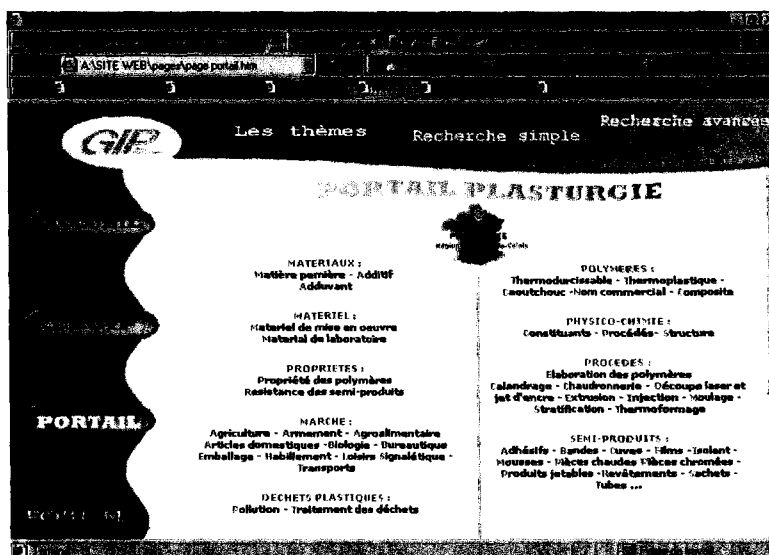 A:\SITE WEB\pages\page portail.htm
GIP
Les thèmes
Recherche simple
Recherche avancée
PORTAIL PLASTURGIE
MATERIAUX :
Matière pemière - Additif
Adduvant
MATERIEL :
Materiel de mise en oeuvre
Material de laboratoire
PROPRIETES :
Propriété des polymères
Resistance des semi-produits
MARCHE :
Agriculture - Armement - Agroalimentaire
Articles domestiques -Biologie - Bureautique
Emballage - Habillement - Loisirs Signalétique -
Transports
DECHETS PLASTIQUES :
Pollution - Traitement des déchets
POLYMERES :
Thermodurcissable - Thermoplastique -
Caoutchouc -Nom commercial - Composite
PHYSICO-CHIMIE :
Constituants - Procédés- Structure
PROCEDES :
Elaboration des polymères
Calandrage - Chaudronnerie - Découpe laser et
jet d'encre - Extrusion - Injection - Moulage -
Stratification - Thermoformage
SEMI-PRODUITS :
Adhésifs - Bandes - Cuves - Films -Isolant -
Mousses - Pièces chaudes Pièces chromées -
Produits jetables -Revêtements - Sachets -
Tubes ...
PORTAIL